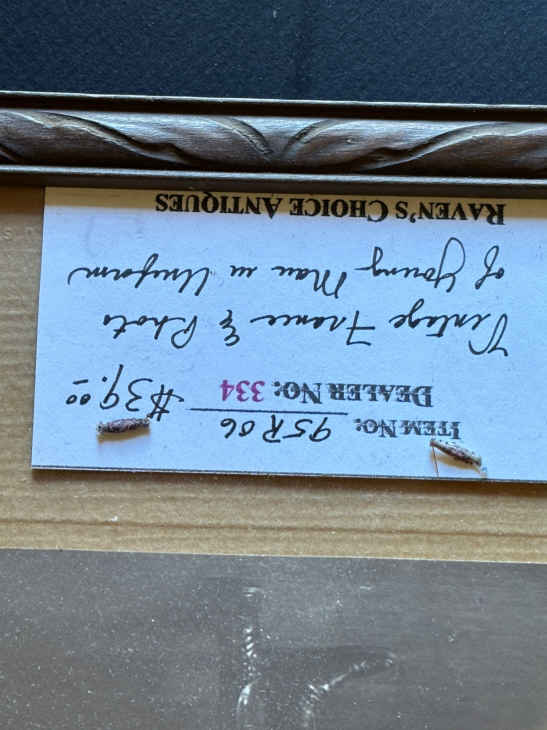 ITEM NO: 95R06
DEALER NO: 334 $39.00
Vintage Frame & Photo
of Young Man in Uniform
RAVEN'S CHOICE ANTIQUES